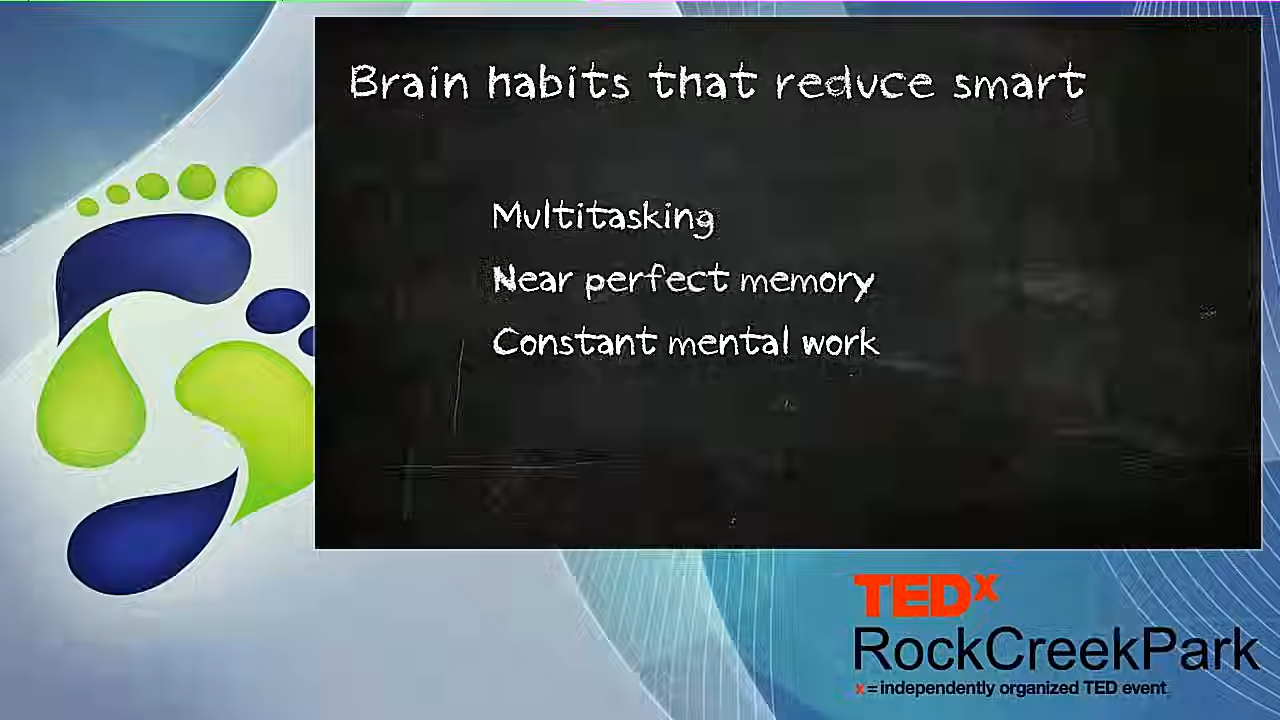 Brain habits that reduce smart
Multitasking
Near perfect memory
Constant mental work
TEDx
RockCreekPark
x=independently organized TED event